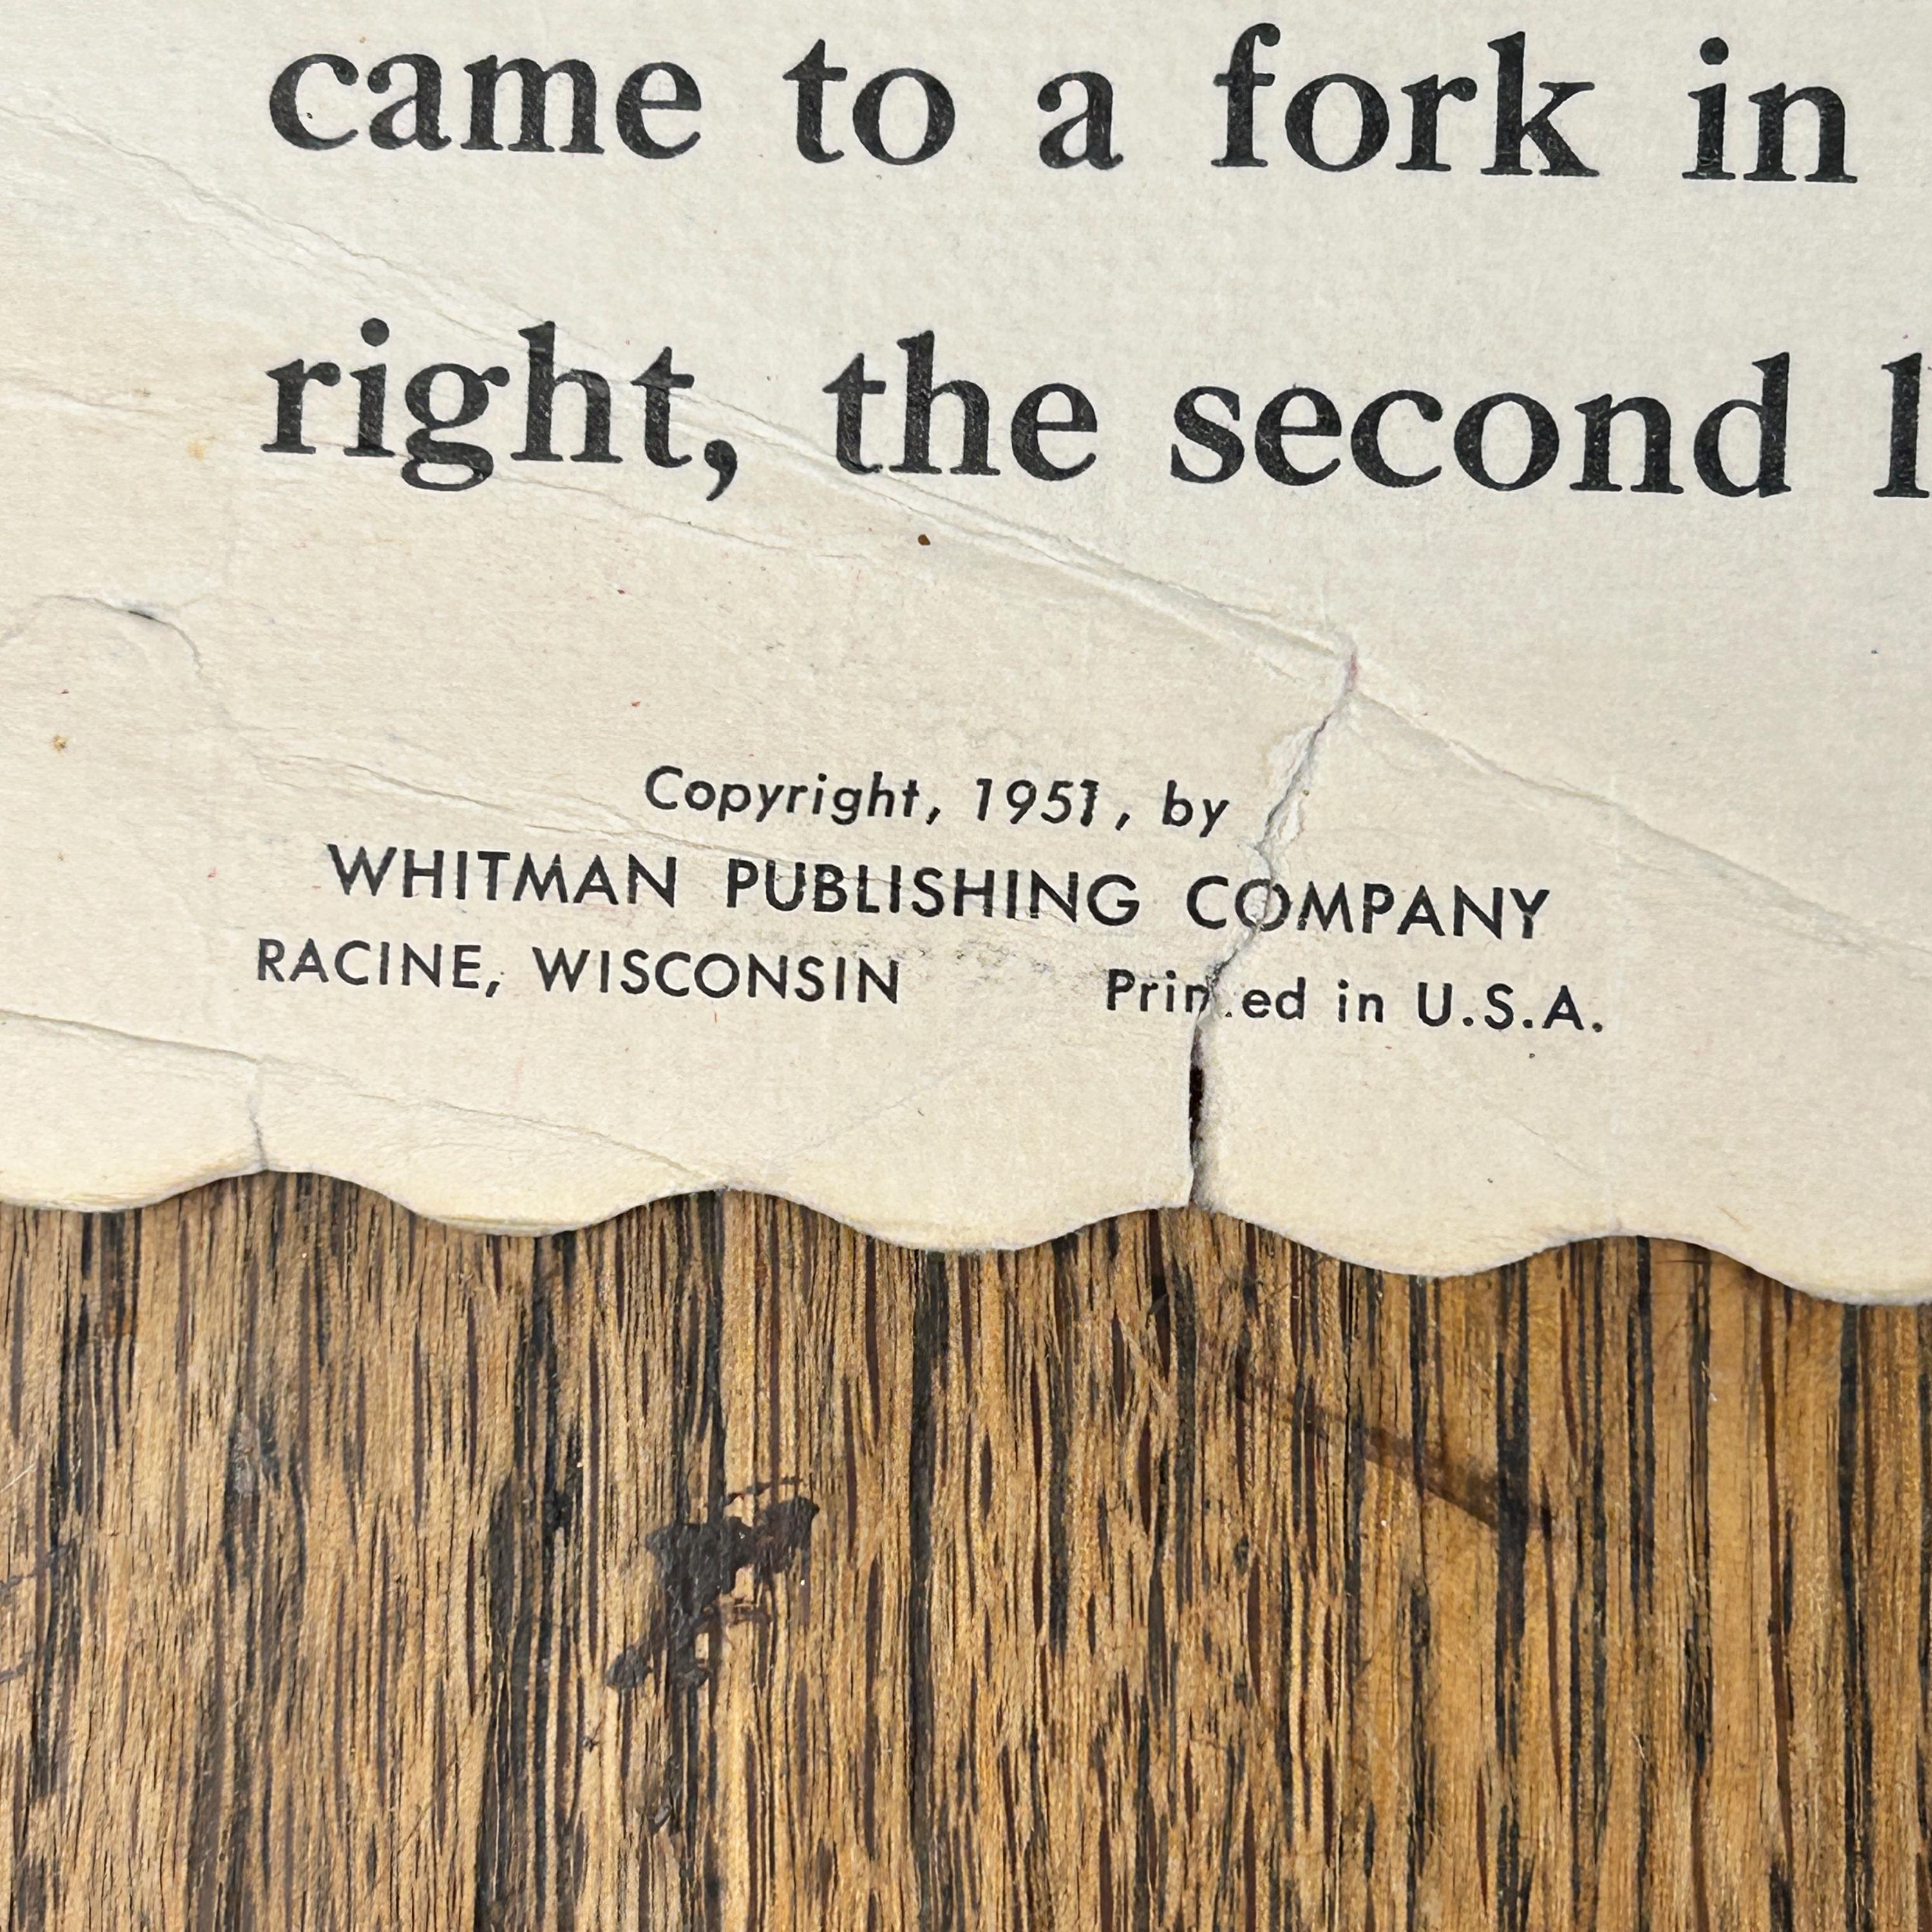 came to a fork in
right, the second l
Copyright, 1951, by
WHITMAN PUBLISHING COMPANY
RACINE, WISCONSIN Printed in U.S.A.